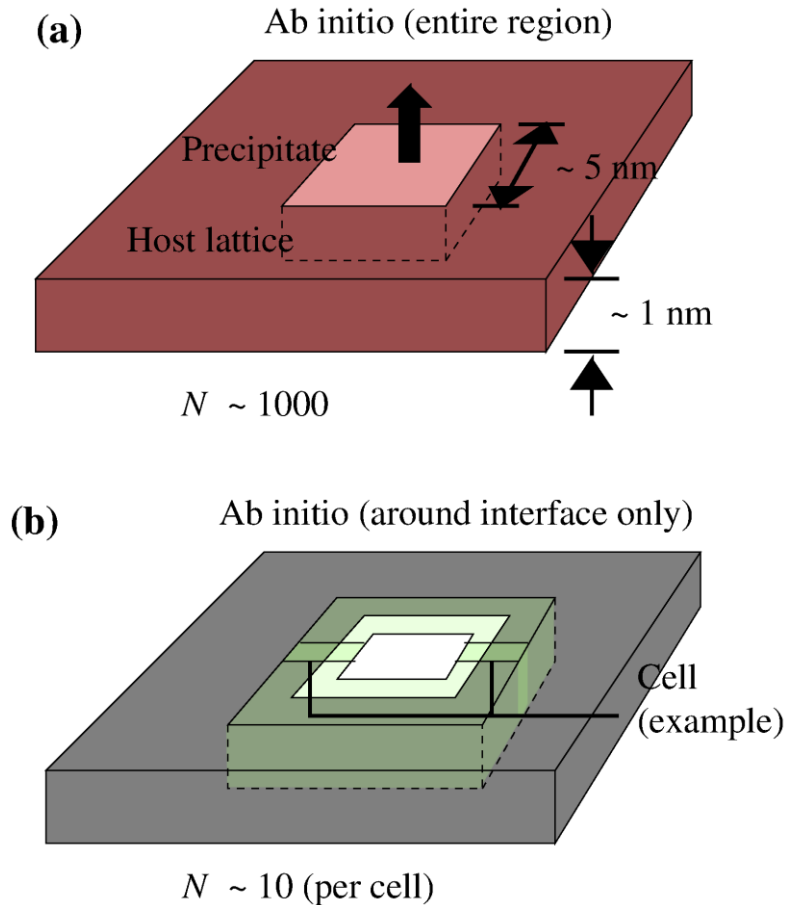 (a)
Ab initio (entire region)
Precipitate
~ 5 nm
Host lattice
~ 1 nm
N ~ 1000
(b)
Ab initio (around interface only)
Cell
(example)
N ~ 10 (per cell)